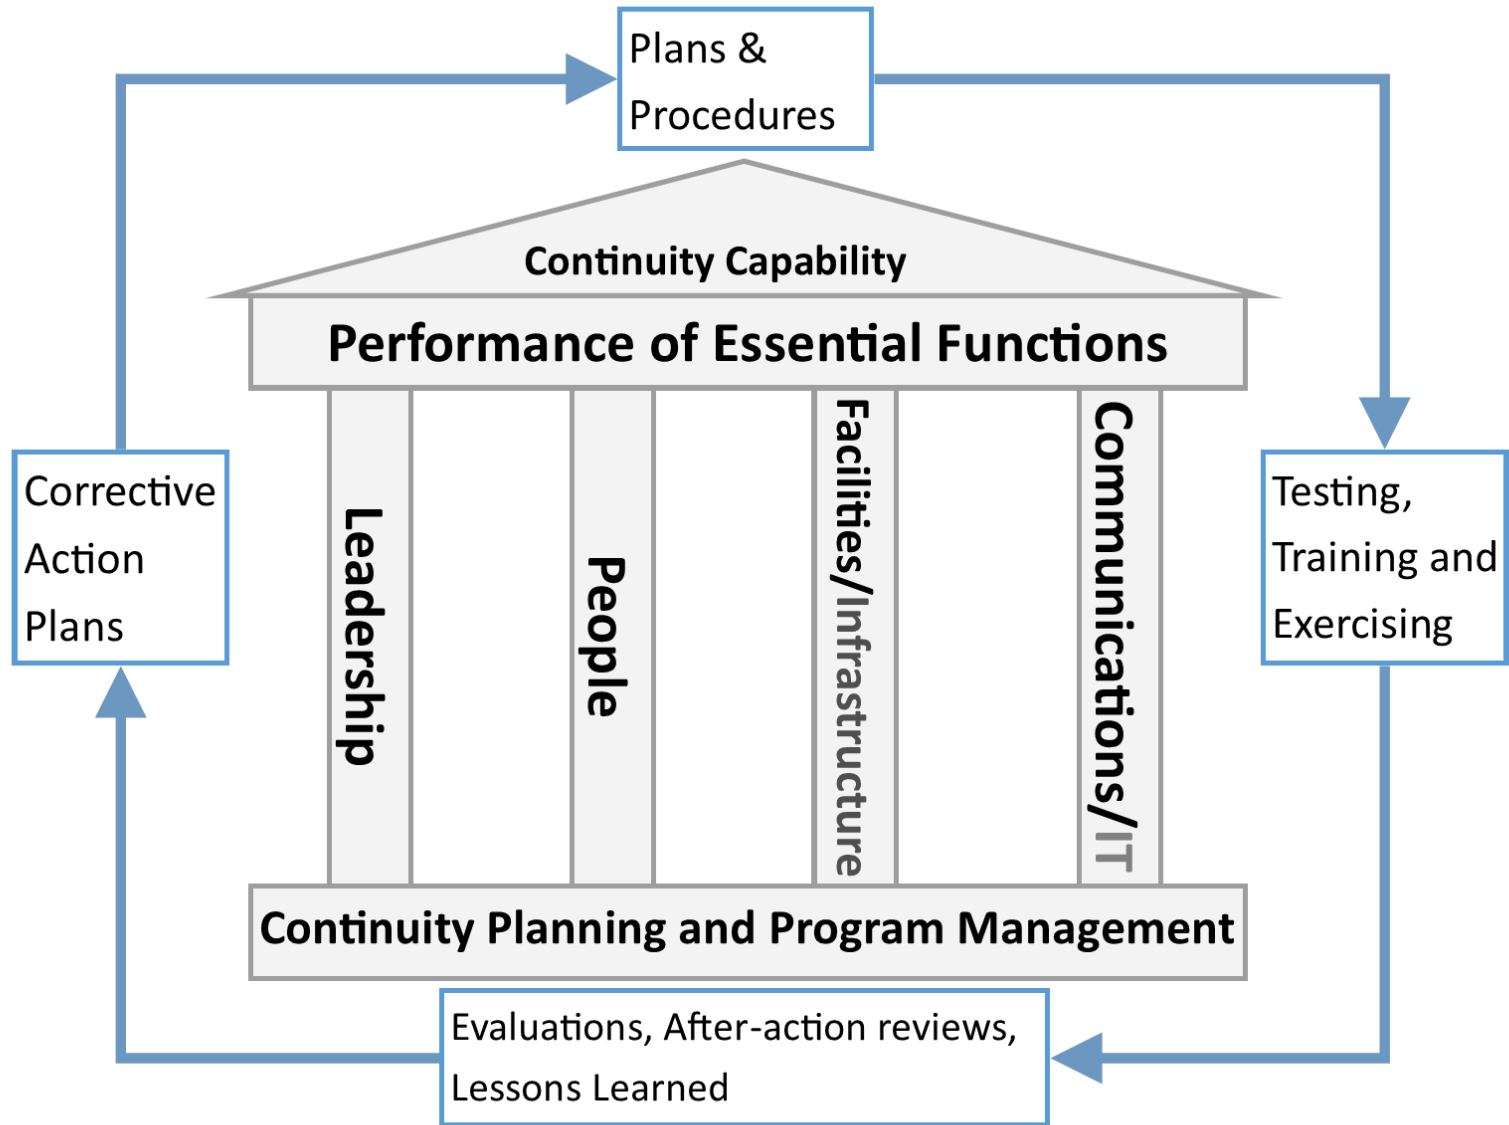 Plans &
Procedures
Continuity Capability
Performance of Essential Functions
Corrective
Action
Plans
Leadership
People
Facilities/Infrastructure
Communications/IT
Testing,
Training and
Exercising
Continuity Planning and Program Management
Evaluations, After-action reviews,
Lessons Learned